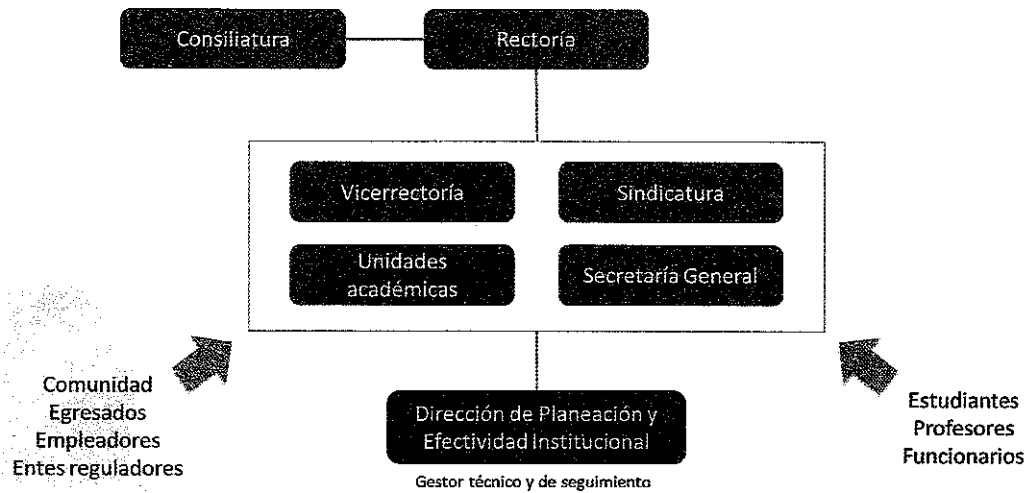 Consiliatura
Rectoría
Vicerrectoría
Sindicatura
Unidades
académicas
Secretaría General
Comunidad
Egresados
Empleadores
Entes reguladores
Dirección de Planeación y
Efectividad Institucional
Gestor técnico y de seguimiento
Estudiantes
Profesores
Funcionarios